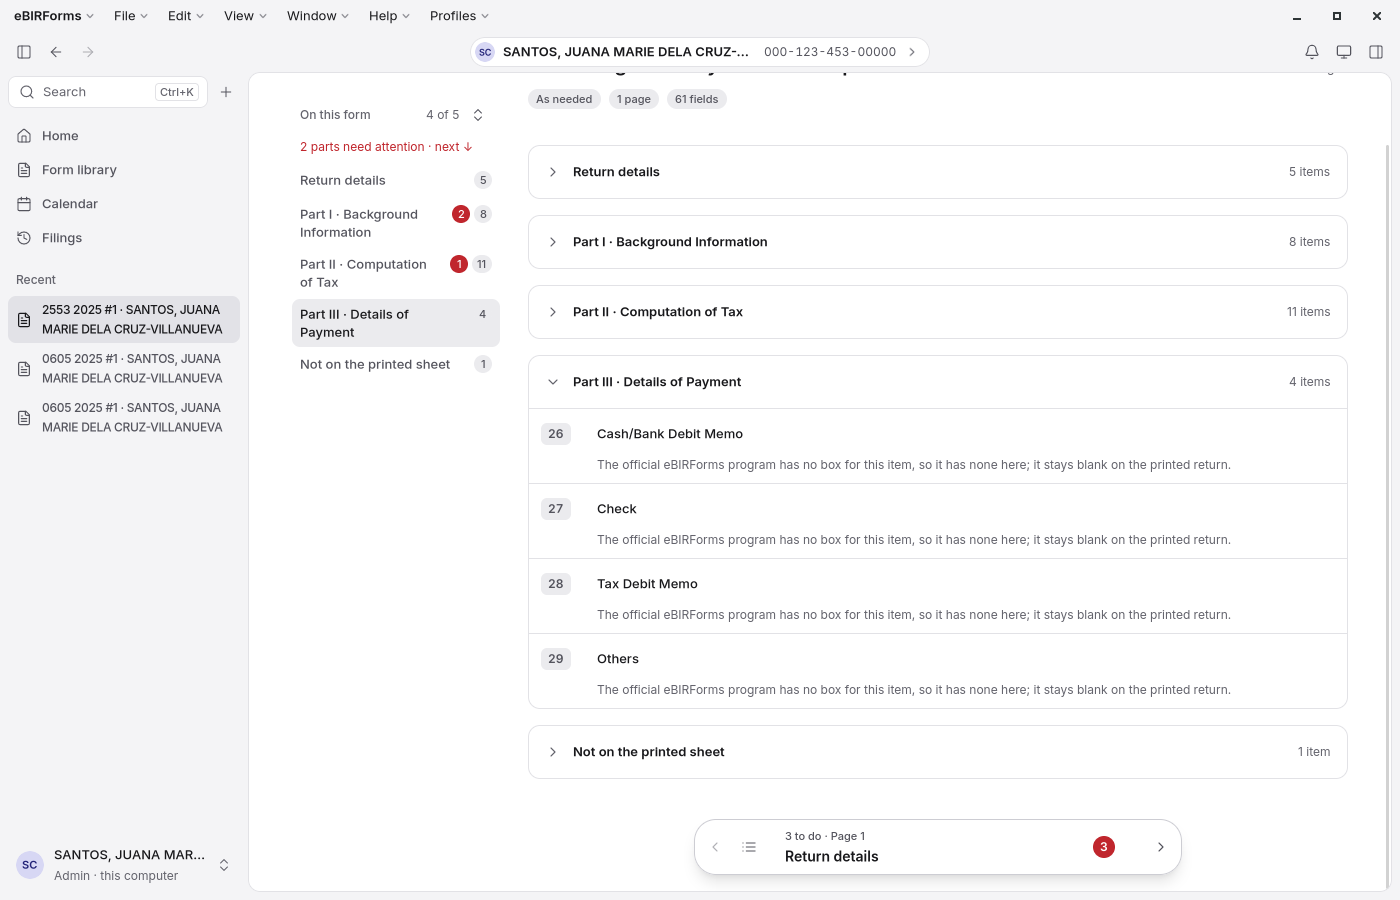 eBIRForms File Edit View Window Help Profiles
SC SANTOS, JUANA MARIE DELA CRUZ-... 000-123-453-00000
Search Ctrl+K
Home
Form library
Calendar
Filings
Recent
2553 2025 #1 · SANTOS, JUANA
MARIE DELA CRUZ-VILLANUEVA
0605 2025 #1 · SANTOS, JUANA
MARIE DELA CRUZ-VILLANUEVA
0605 2025 #1 · SANTOS, JUANA
MARIE DELA CRUZ-VILLANUEVA
SC SANTOS, JUANA MAR...
Admin · this computer
On this form 4 of 5
2 parts need attention · next ↓
Return details 5
Part I · Background 2 8
Information
Part II · Computation 1 11
of Tax
Part III · Details of 4
Payment
Not on the printed sheet 1
As needed 1 page 61 fields
Return details 5 items
Part I · Background Information 8 items
Part II · Computation of Tax 11 items
Part III · Details of Payment 4 items
26 Cash/Bank Debit Memo
The official eBIRForms program has no box for this item, so it has none here; it stays blank on the printed return.
27 Check
The official eBIRForms program has no box for this item, so it has none here; it stays blank on the printed return.
28 Tax Debit Memo
The official eBIRForms program has no box for this item, so it has none here; it stays blank on the printed return.
29 Others
The official eBIRForms program has no box for this item, so it has none here; it stays blank on the printed return.
Not on the printed sheet 1 item
3 to do · Page 1
Return details 3